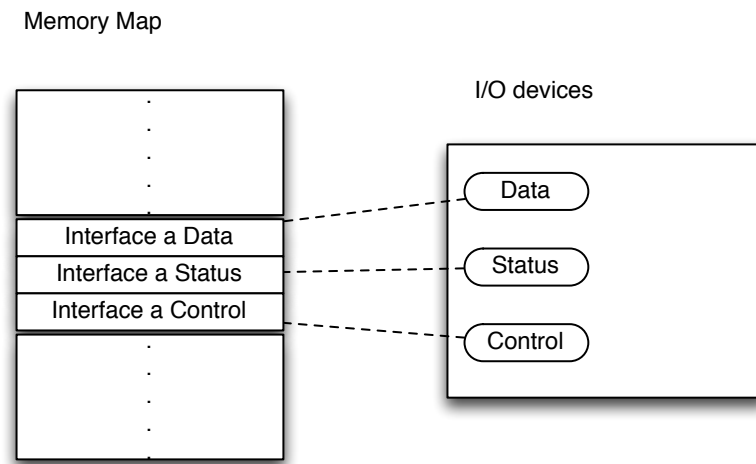 Memory Map
I/O devices
Interface a Data
Interface a Status
Interface a Control
Data
Status
Control